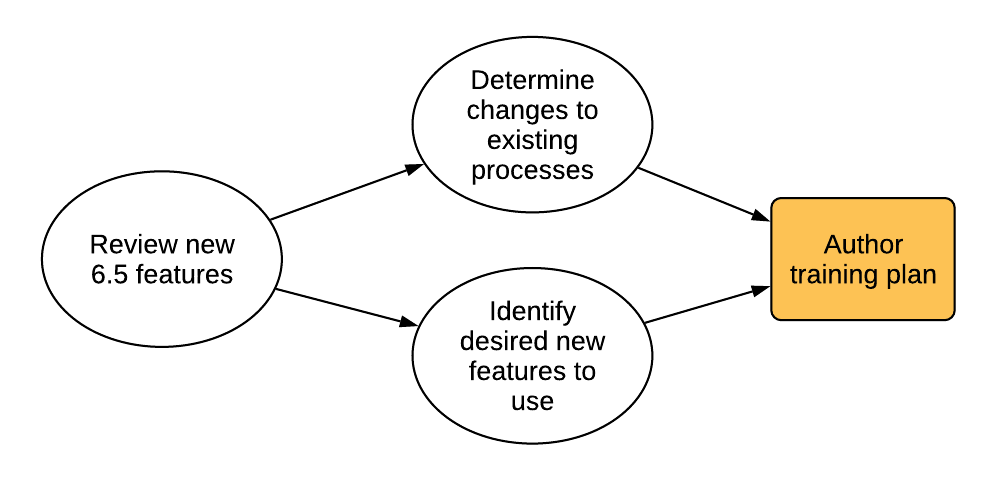 Review new
6.5 features
Determine
changes to
existing
processes
Identify
desired new
features to
use
Author
training plan